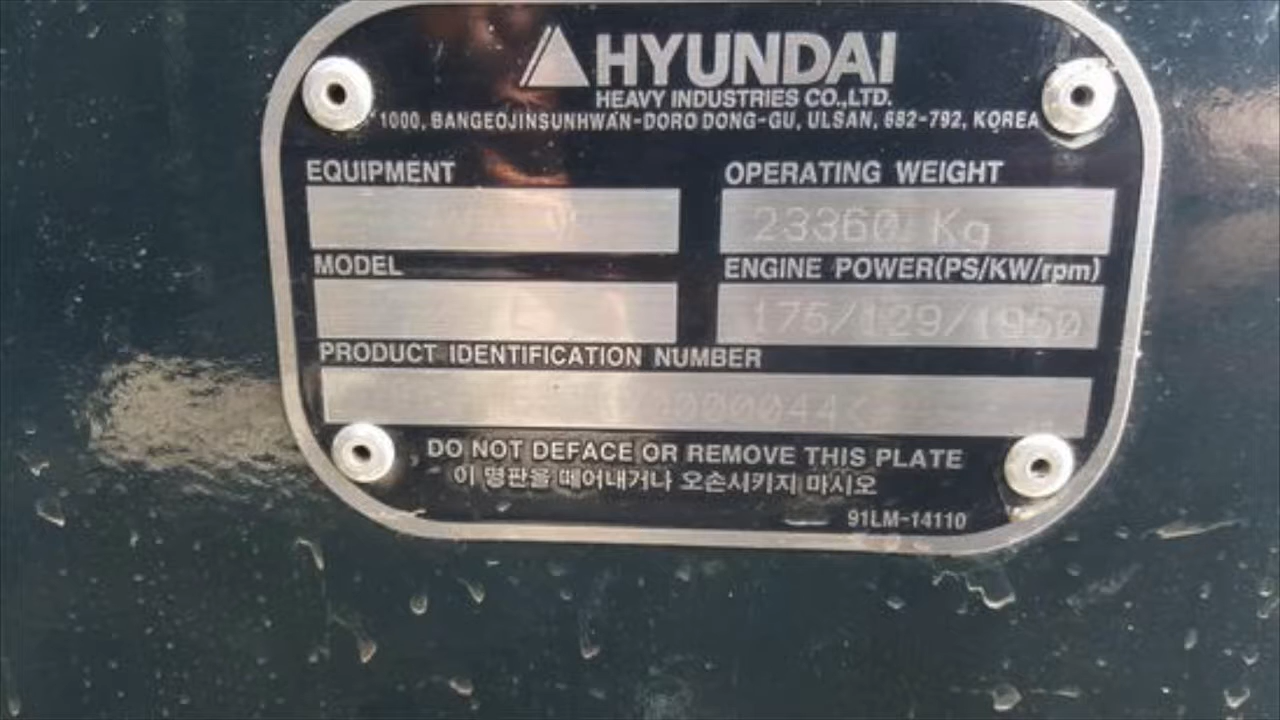 HYUNDAI
HEAVY INDUSTRIES CO.,LTD.
1000, BANGEOJINSUNHWAN-DORO DONG-GU, ULSAN, 682-792, KOREA
EQUIPMENT
OPERATING WEIGHT
23360 Kg
MODEL
ENGINE POWER(PS/KW/rpm)
175/129/1950
PRODUCT IDENTIFICATION NUMBER
DO NOT DEFACE OR REMOVE THIS PLATE
이 명판을 떼어내거나 오손시키지 마시오
91LM-14110